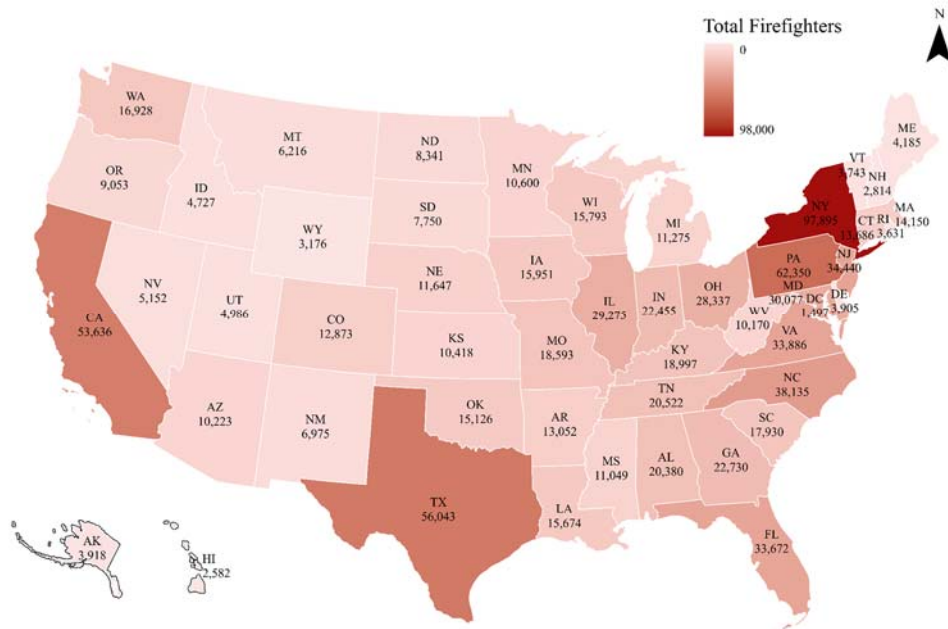 N
Total Firefighters
0
98,000
WA
16,928
MT
6,216
ND
8,341
MN
10,600
ME
4,185
VT
,743
NH
2,814
OR
9,053
ID
4,727
SD
7,750
WI
15,793
MI
11,275
NY
97,895
MA
14,150
CT
13,686
RI
3,631
WY
3,176
IA
15,951
PA
62,350
NJ
34,440
NV
5,152
UT
4,986
NE
11,647
IL
29,275
IN
22,455
OH
28,337
MD
30,077
DE
3,905
DC
1,497
WV
10,170
CA
53,636
CO
12,873
KS
10,418
MO
18,593
KY
18,997
VA
33,886
NC
38,135
TN
20,522
AZ
10,223
NM
6,975
OK
15,126
AR
13,052
SC
17,930
MS
11,049
AL
20,380
GA
22,730
TX
56,043
LA
15,674
FL
33,672
AK
3,918
HI
2,582